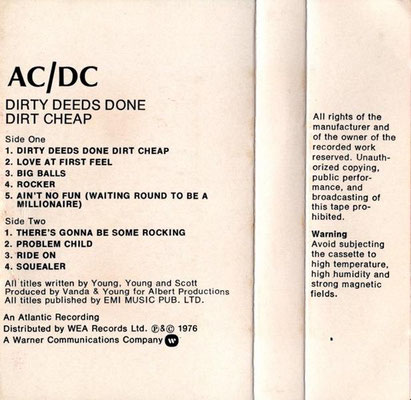 AC/DC
DIRTY DEEDS DONE
DIRT CHEAP
Side One
1. DIRTY DEEDS DONE DIRT CHEAP
2. LOVE AT FIRST FEEL
3. BIG BALLS
4. ROCKER
5. AIN'T NO FUN (WAITING ROUND TO BE A
MILLIONAIRE)
Side Two
1. THERE'S GONNA BE SOME ROCKING
2. PROBLEM CHILD
3. RIDE ON
4. SQUEALER
All titles written by Young, Young and Scott
Produced by Vanda & Young for Albert Productions
All titles published by EMI MUSIC PUB. LTD.
An Atlantic Recording
Distributed by WEA Records Ltd. ℗&© 1976
A Warner Communications Company
All rights of the
manufacturer and
of the owner of the
recorded work
reserved. Unauth-
orized copying,
public perfor-
mance, and
broadcasting of
this tape pro-
hibited.
Warning
Avoid subjecting
the cassette to
high temperature,
high humidity and
strong magnetic
fields.